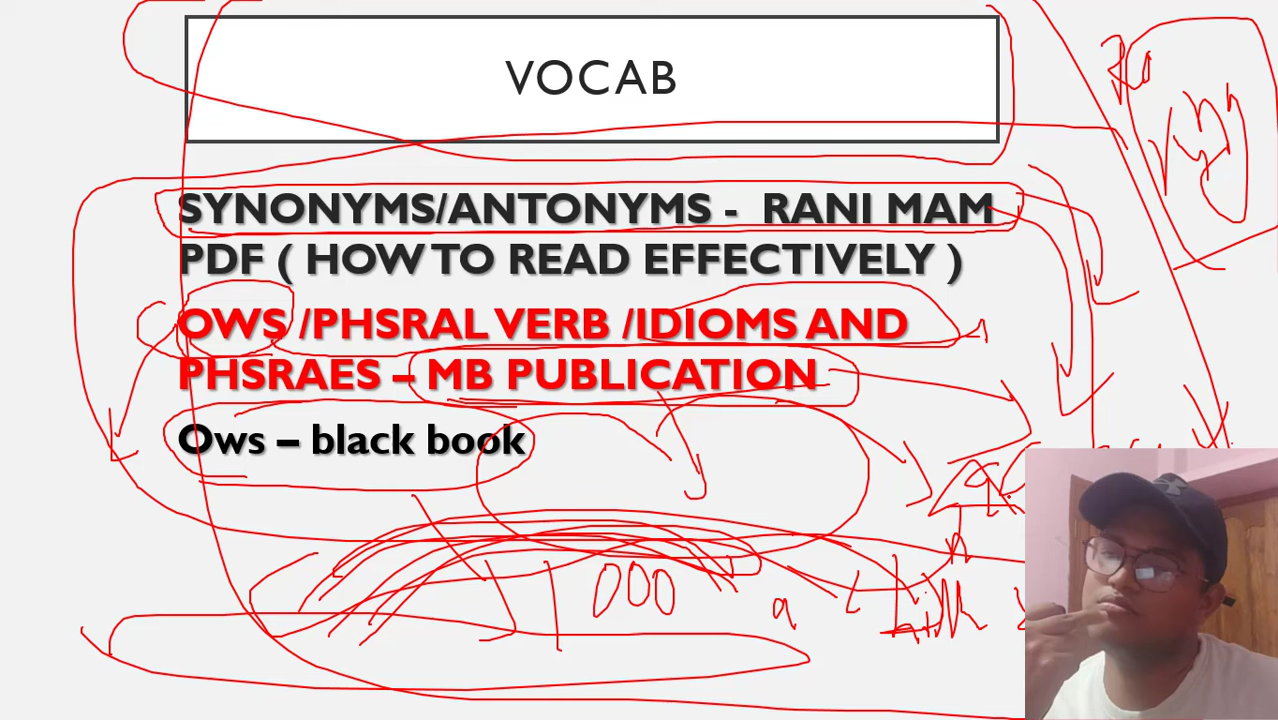 VOCAB
SYNONYMS/ANTONYMS - RANI MAM
PDF ( HOW TO READ EFFECTIVELY )
OWS /PHSRAL VERB /IDIOMS AND
PHSRAES – MB PUBLICATION
Ows – black book
1000